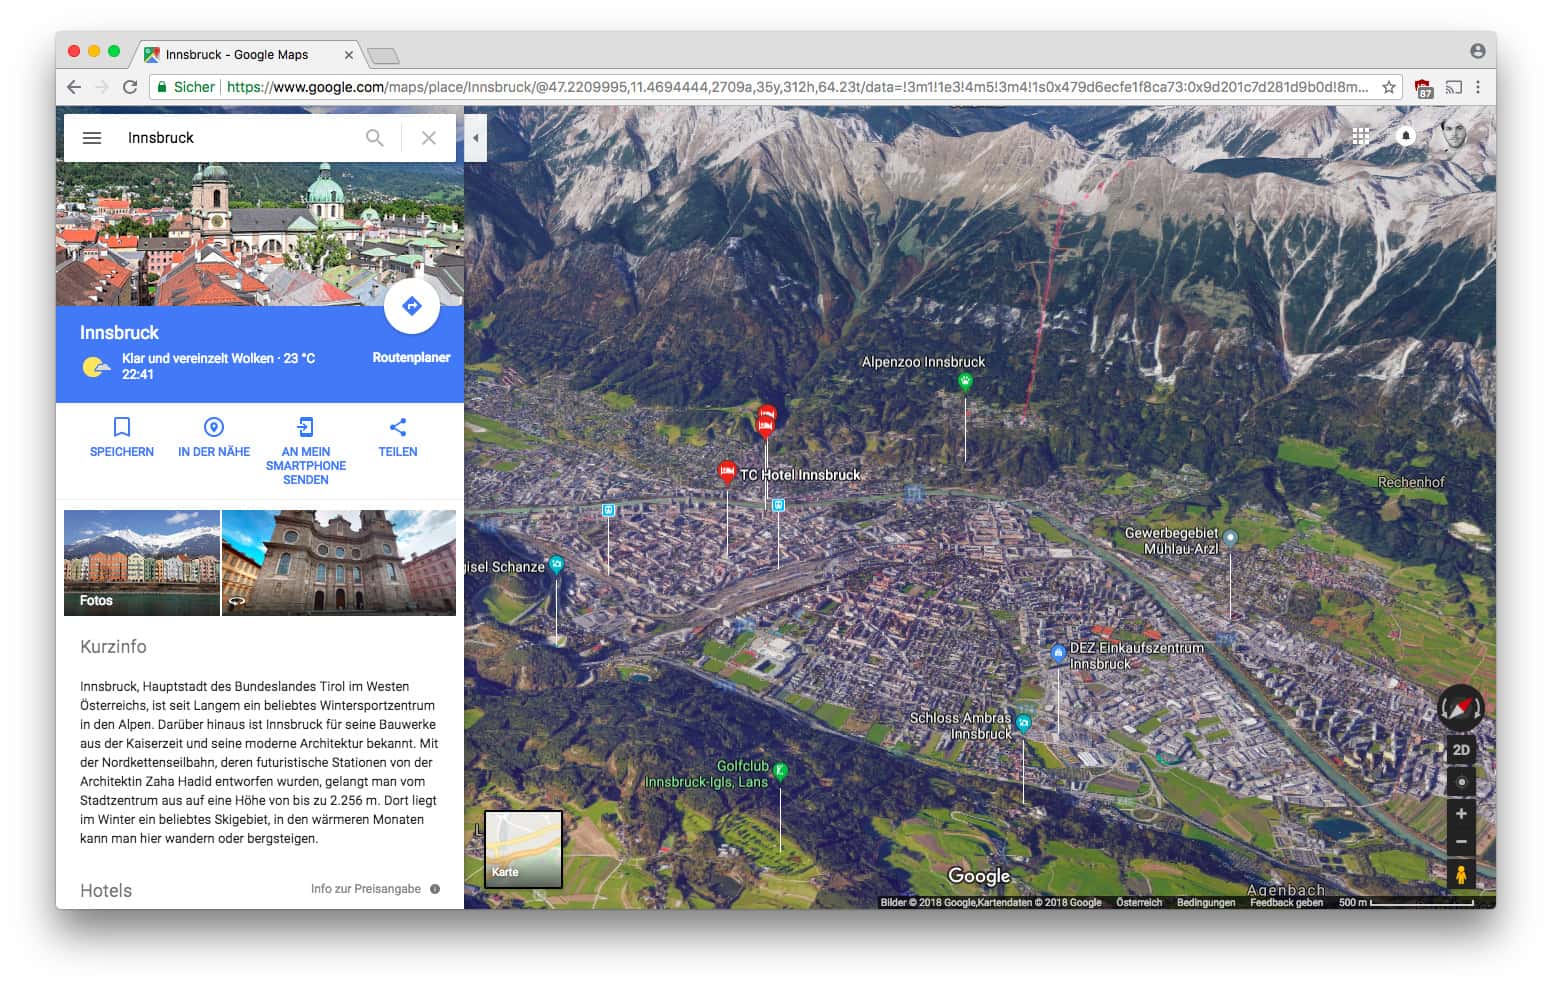 Innsbruck - Google Maps
Sicher https://www.google.com/maps/place/Innsbruck/@47.2209995,11.4694444,2709a,35y,312h,64.23t/data=!3m1!1e3!4m5!3m4!1s0x479d6ecfe1f8ca73:0x9d201c7d281d9b0d!8m...
87
Innsbruck
Innsbruck
Klar und vereinzelt Wolken · 23 °C
22:41
Routenplaner
SPEICHERN
IN DER NÄHE
AN MEIN
SMARTPHONE
SENDEN
TEILEN
Fotos
Kurzinfo
Innsbruck, Hauptstadt des Bundeslandes Tirol im Westen
Österreichs, ist seit Langem ein beliebtes Wintersportzentrum
in den Alpen. Darüber hinaus ist Innsbruck für seine Bauwerke
aus der Kaiserzeit und seine moderne Architektur bekannt. Mit
der Nordkettenseilbahn, deren futuristische Stationen von der
Architektin Zaha Hadid entworfen wurden, gelangt man vom
Stadtzentrum aus auf eine Höhe von bis zu 2.256 m. Dort liegt
im Winter ein beliebtes Skigebiet, in den wärmeren Monaten
kann man hier wandern oder bergsteigen.
Hotels
Info zur Preisangabe
Alpenzoo Innsbruck
TC Hotel Innsbruck
Rechenhof
171
Gewerbegebiet
Mühlau-Arzl
gisel Schanze
DEZ Einkaufszentrum
Innsbruck
Schloss Ambras
Innsbruck
Golfclub
Innsbruck-Igls, Lans
L
Karte
2D
Google
Agenbach
Bilder © 2018 Google,Kartendaten © 2018 Google
Österreich
Bedingungen
Feedback geben
500 m